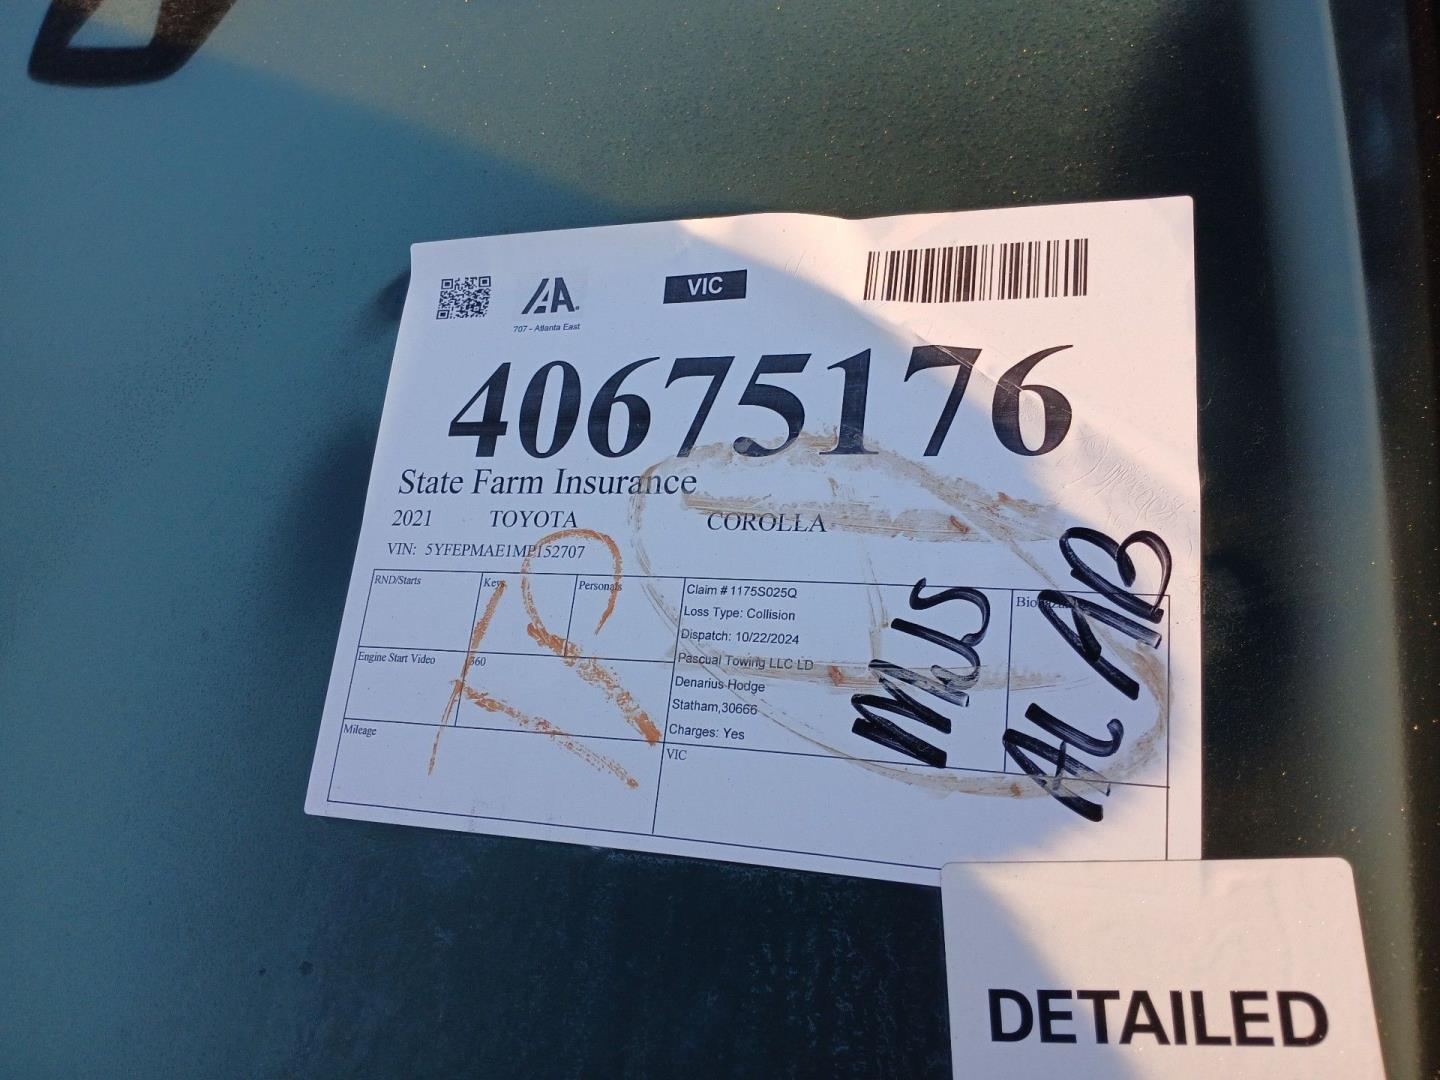 IAA
VIC
707 - Atlanta East
40675176
State Farm Insurance
2021 TOYOTA COROLLA
VIN: 5YFEPMAE1MP152707
RND/Starts Keys Personals
Claim # 1175S025Q
Loss Type: Collision
Dispatch: 10/22/2024
Pascual Towing LLC LD
Denarius Hodge
Statham,30666
Charges: Yes
Engine Start Video 360
Mileage
VIC
AC AB
DETAILED